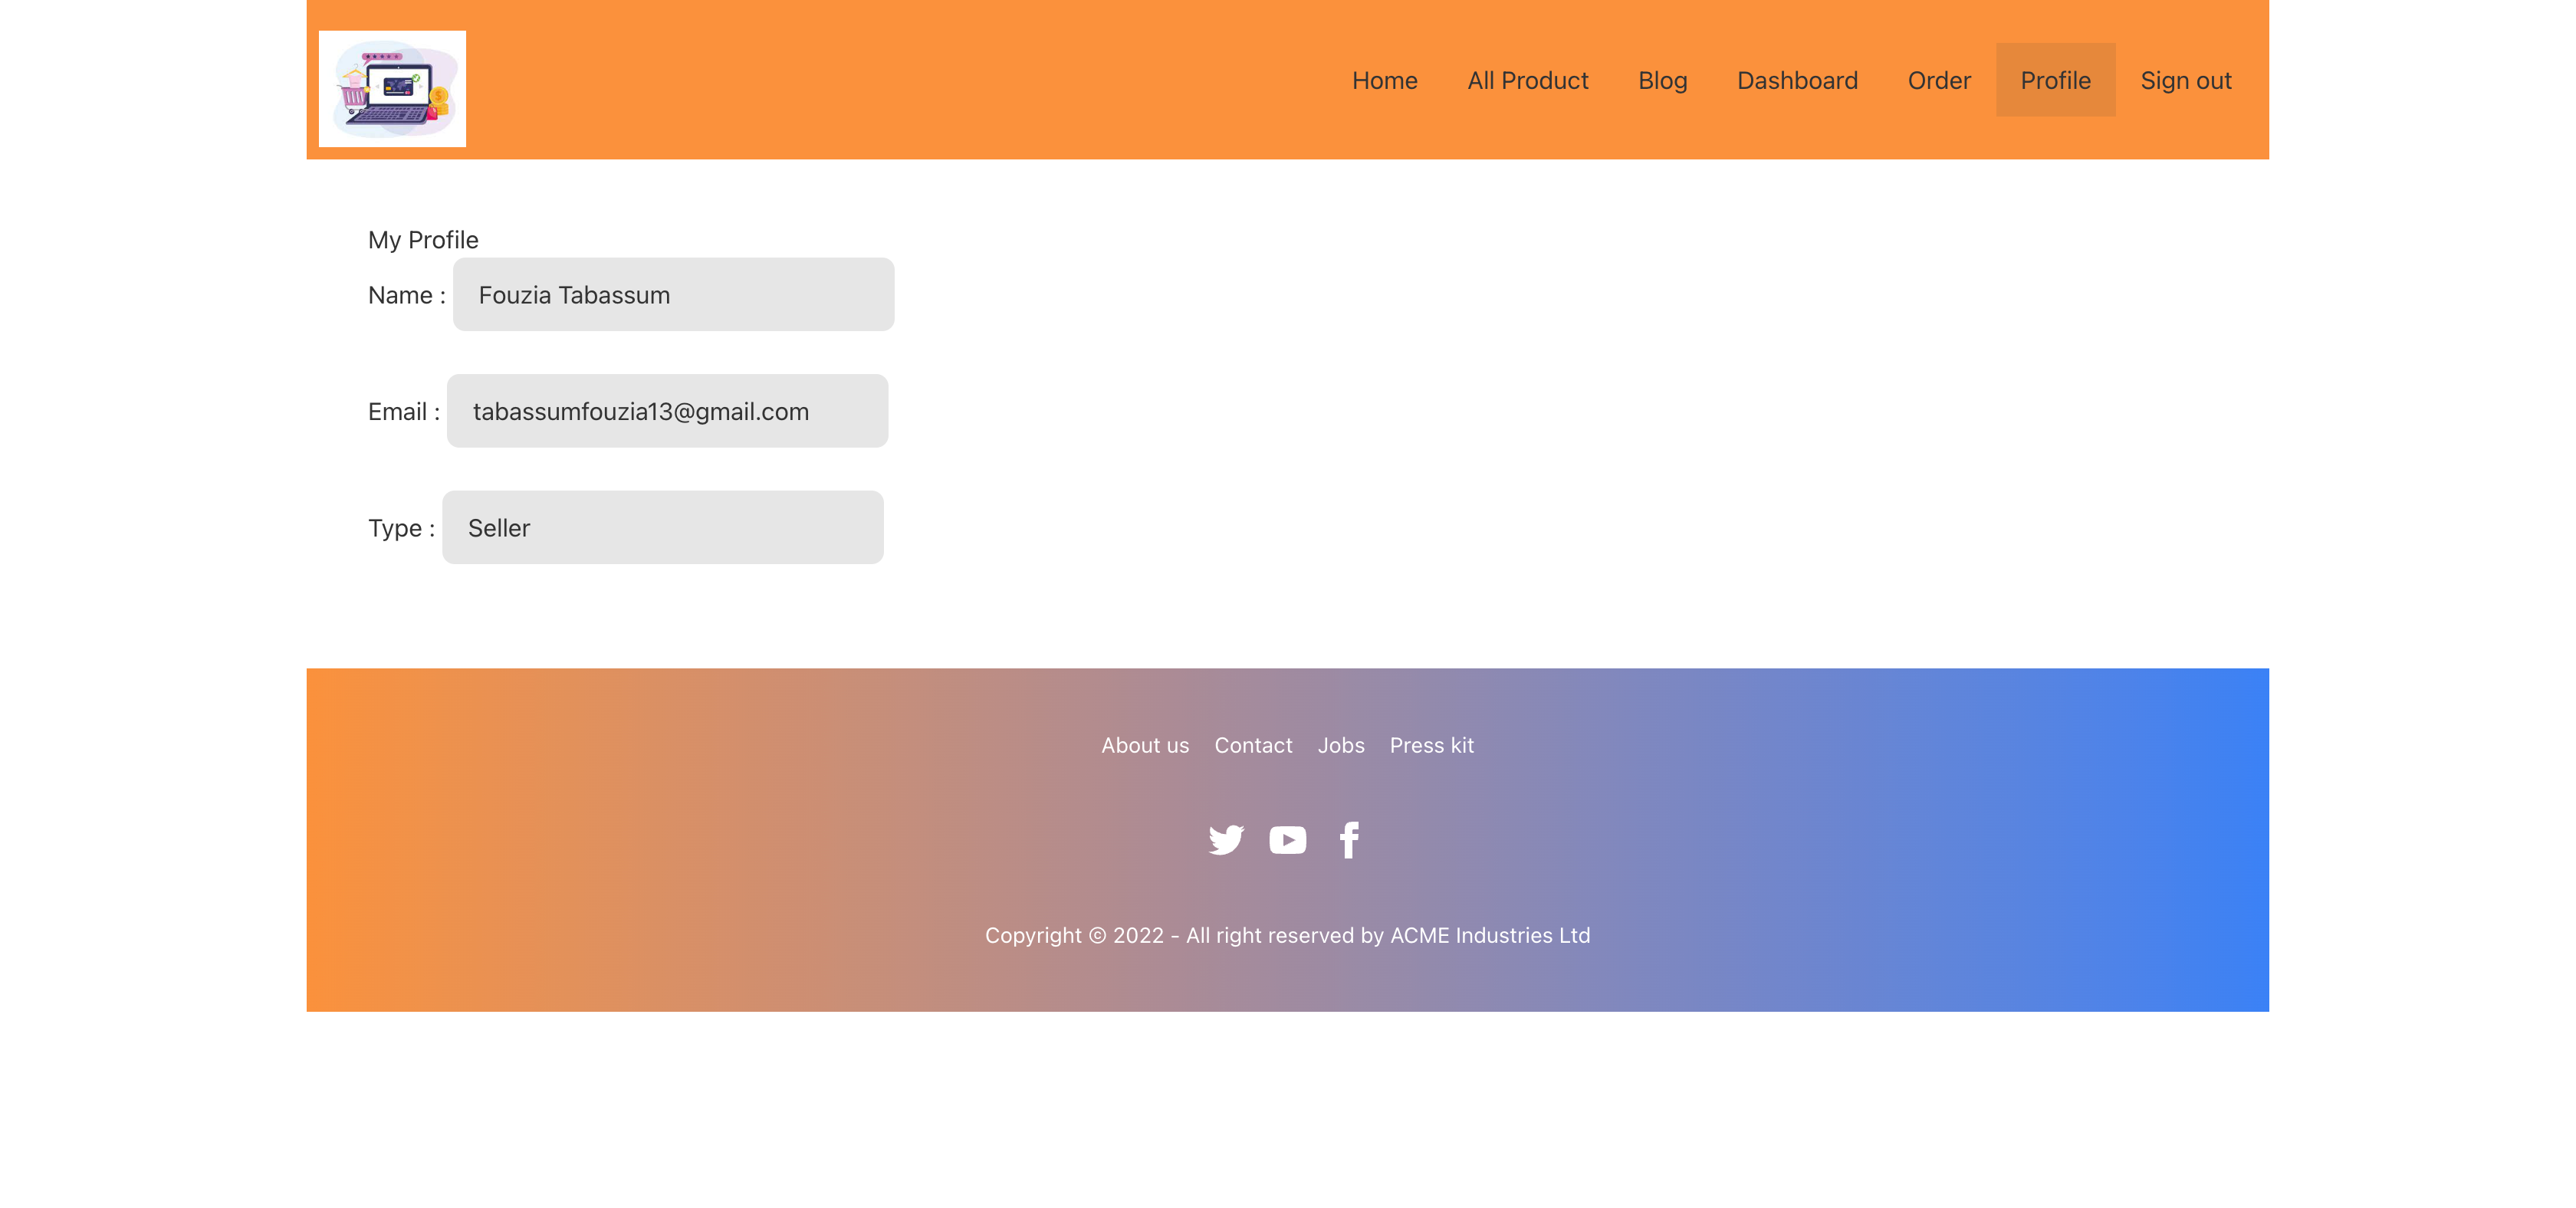 Home All Product Blog Dashboard Order Profile Sign out
My Profile
Name : Fouzia Tabassum
Email : tabassumfouzia13@gmail.com
Type : Seller
About us Contact Jobs Press kit
Copyright © 2022 - All right reserved by ACME Industries Ltd